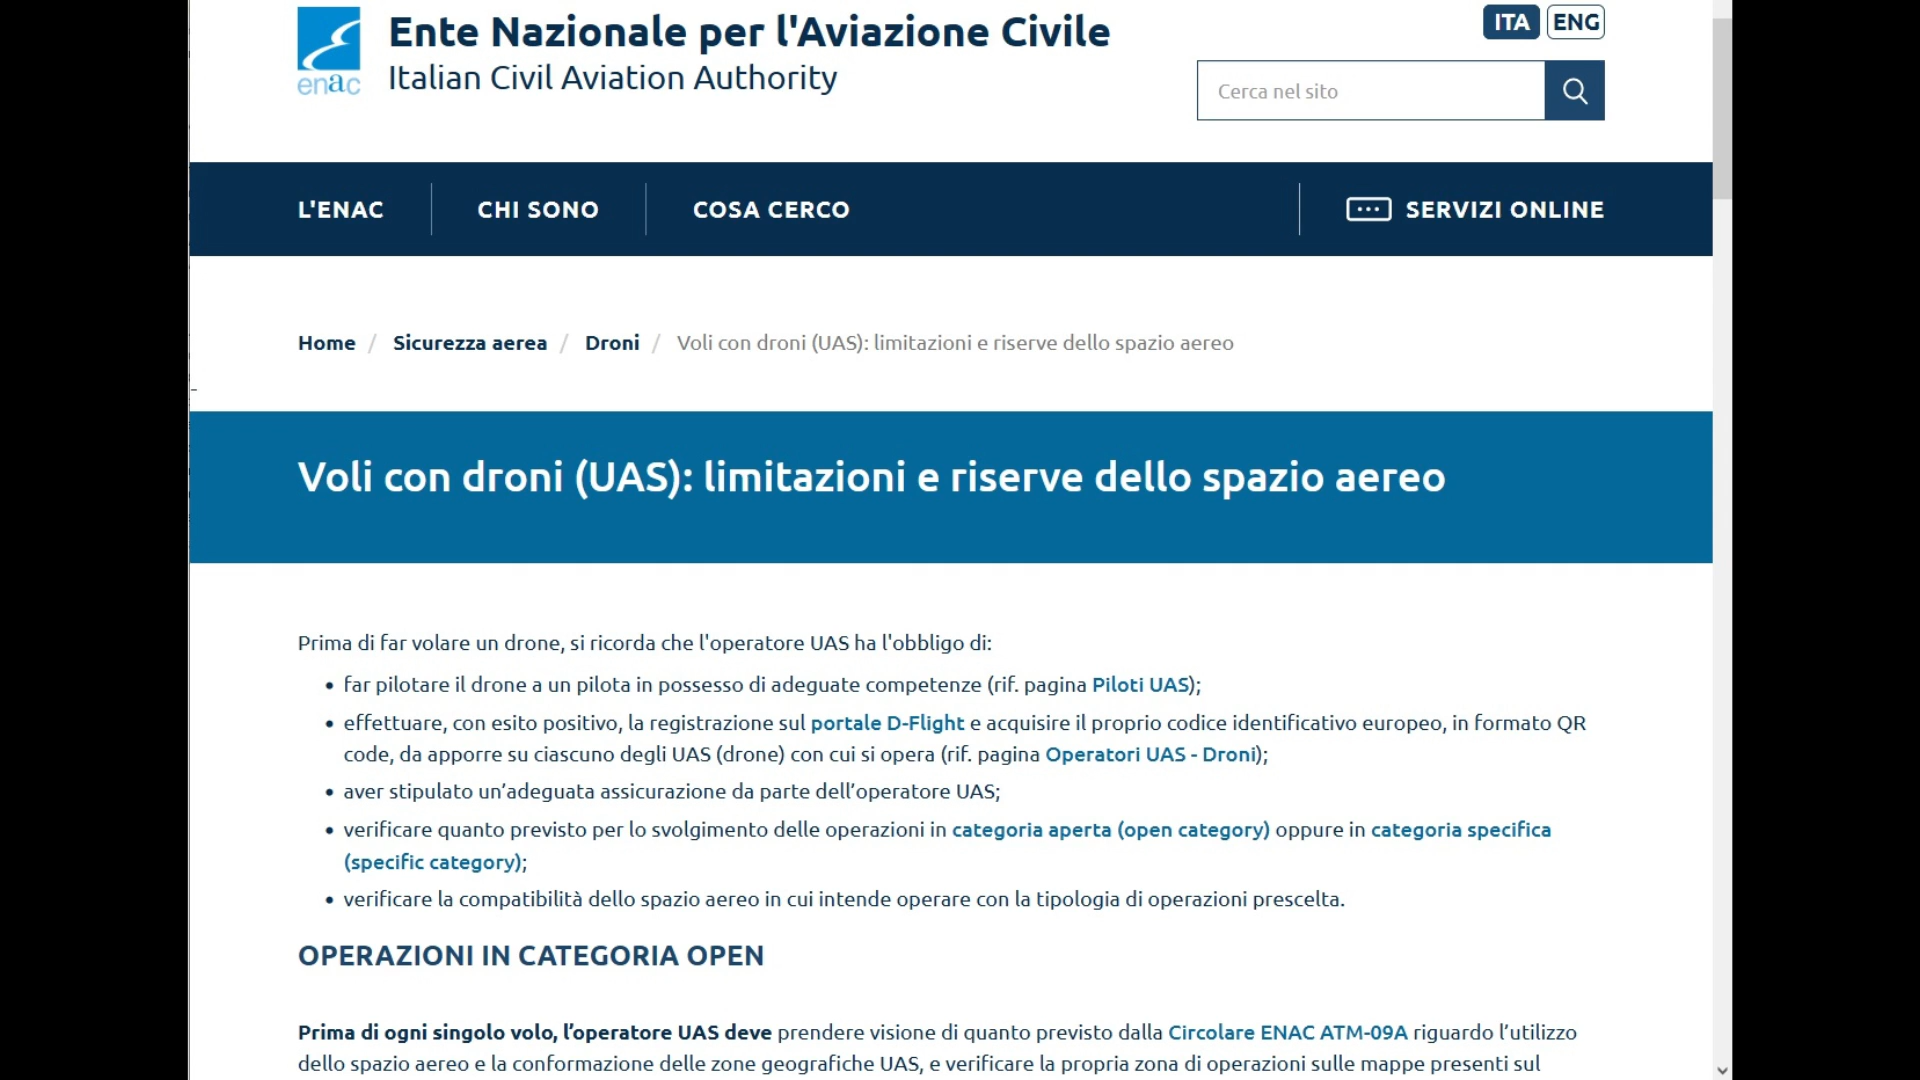 Ente Nazionale per l'Aviazione Civile
Italian Civil Aviation Authority
enac
ITA ENG
Cerca nel sito
L'ENAC CHI SONO COSA CERCO SERVIZI ONLINE
Home / Sicurezza aerea / Droni / Voli con droni (UAS): limitazioni e riserve dello spazio aereo
Voli con droni (UAS): limitazioni e riserve dello spazio aereo
Prima di far volare un drone, si ricorda che l'operatore UAS ha l'obbligo di:
• far pilotare il drone a un pilota in possesso di adeguate competenze (rif. pagina Piloti UAS);
• effettuare, con esito positivo, la registrazione sul portale D-Flight e acquisire il proprio codice identificativo europeo, in formato QR
code, da apporre su ciascuno degli UAS (drone) con cui si opera (rif. pagina Operatori UAS - Droni);
• aver stipulato un’adeguata assicurazione da parte dell’operatore UAS;
• verificare quanto previsto per lo svolgimento delle operazioni in categoria aperta (open category) oppure in categoria specifica
(specific category);
• verificare la compatibilità dello spazio aereo in cui intende operare con la tipologia di operazioni prescelta.
OPERAZIONI IN CATEGORIA OPEN
Prima di ogni singolo volo, l’operatore UAS deve prendere visione di quanto previsto dalla Circolare ENAC ATM-09A riguardo l’utilizzo
dello spazio aereo e la conformazione delle zone geografiche UAS, e verificare la propria zona di operazioni sulle mappe presenti sul